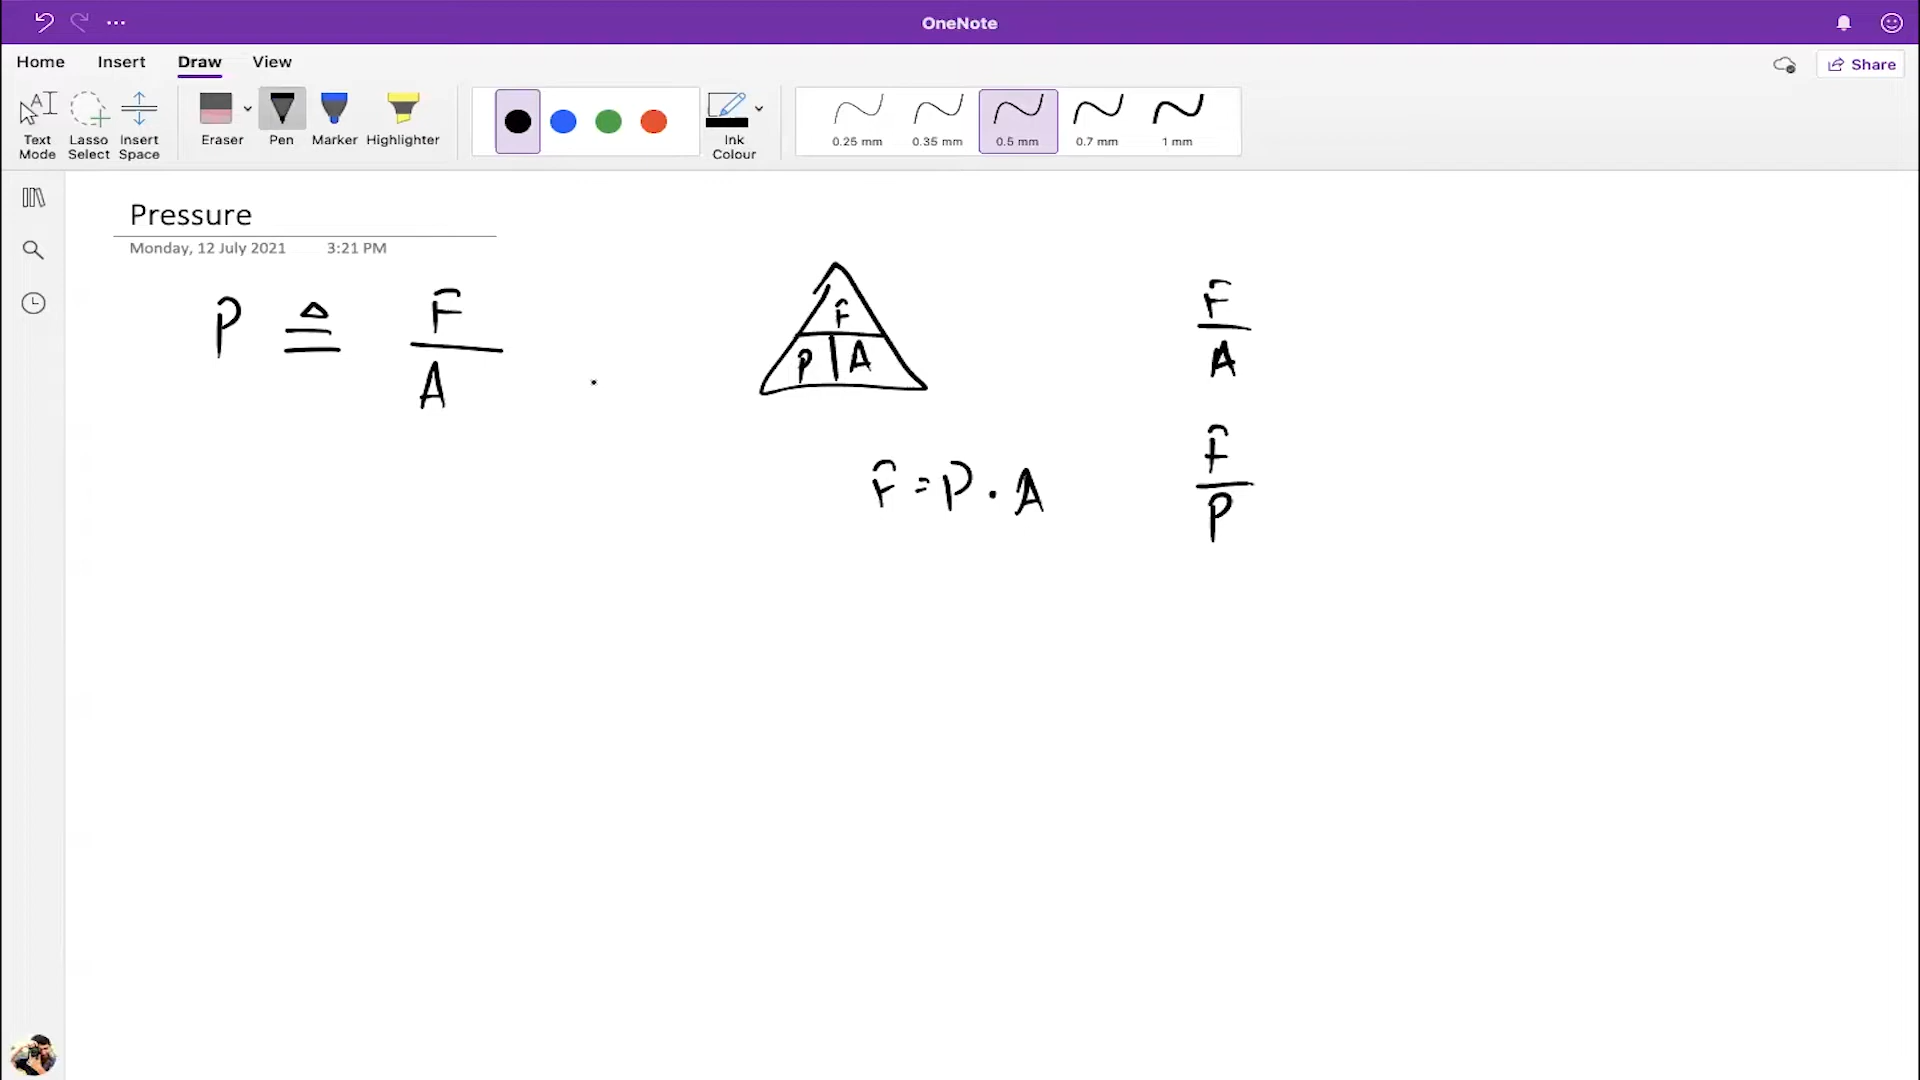 OneNote
Home Insert Draw View
Share
Text Mode
Lasso Select
Insert Space
Eraser
Pen
Marker
Highlighter
Ink Colour
0.25 mm
0.35 mm
0.5 mm
0.7 mm
1 mm
Pressure
Monday, 12 July 2021 3:21 PM
P ≜ F/A
F
P A
F/A
F = P · A
F/P